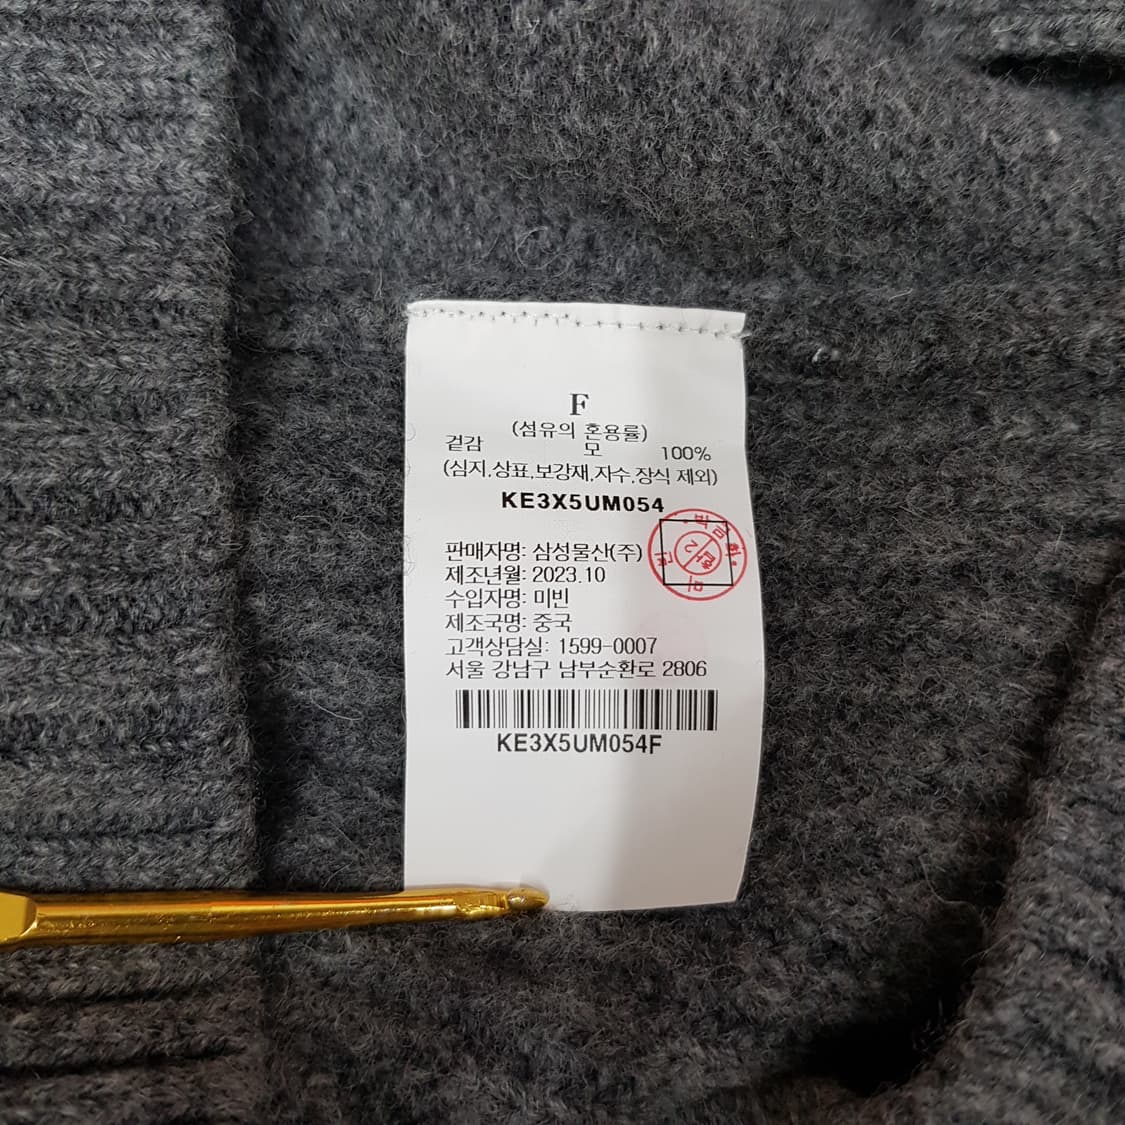 F
(섬유의 혼용률)
겉감 모 100%
(심지,상표,보강재,자수,장식 제외)
KE3X5UM054
판매자명: 삼성물산(주)
제조년월: 2023.10
수입자명: 미빈
제조국명: 중국
고객상담실: 1599-0007
서울 강남구 남부순환로 2806
KE3X5UM054F